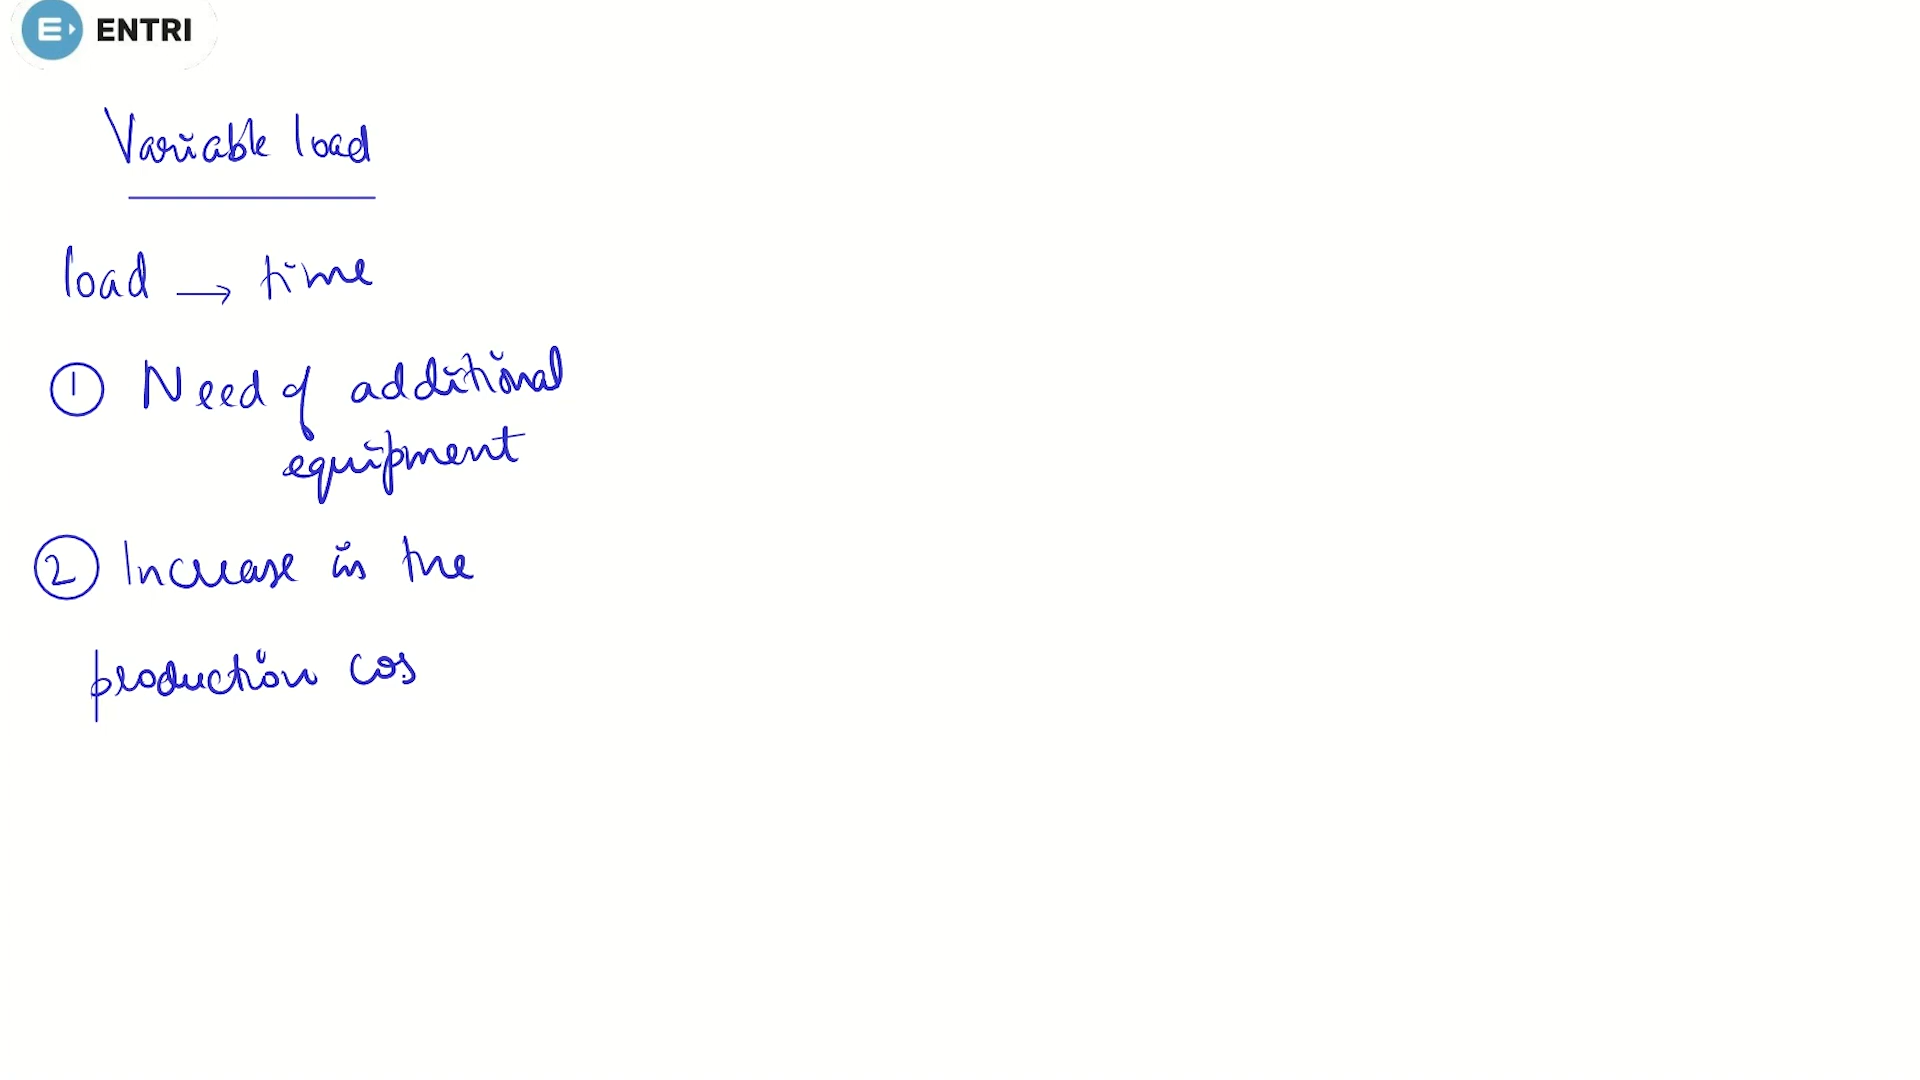 ENTRI
Variable load
load → time
① Need of additional
equipment
② Increase in the
production cos